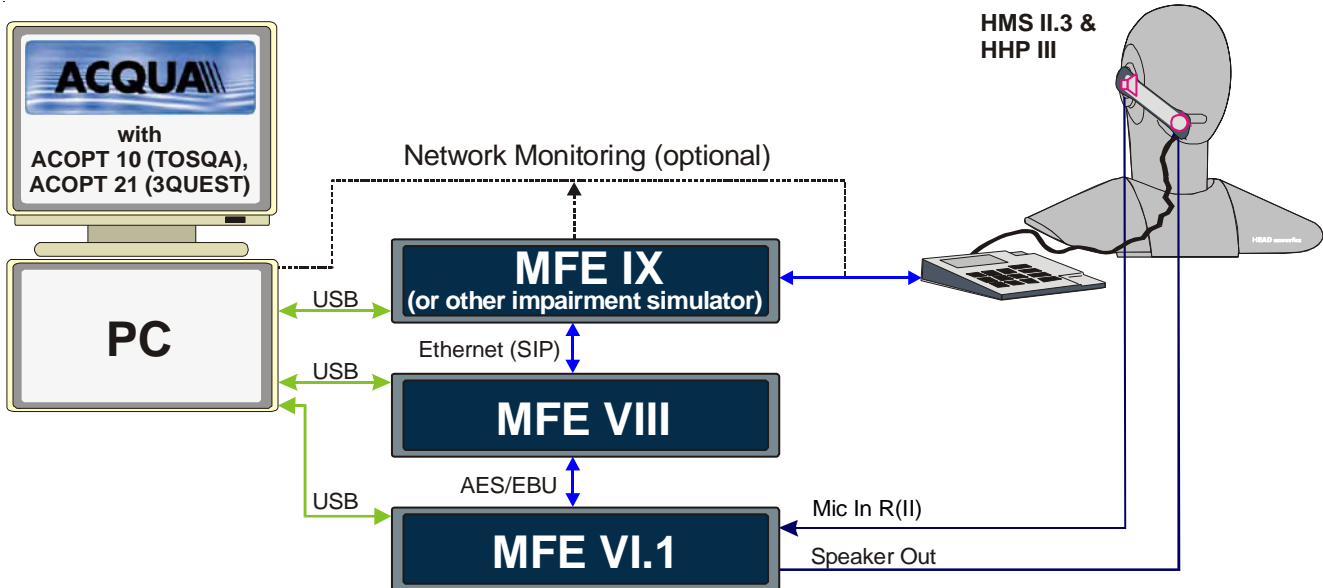 ACQUA
with
ACOPT 10 (TOSQA),
ACOPT 21 (3QUEST)
PC
Network Monitoring (optional)
HMS II.3 &
HHP III
HEAD acoustics
USB
MFE IX
(or other impairment simulator)
Ethernet (SIP)
USB
MFE VIII
AES/EBU
USB
MFE VI.1
Mic In R(II)
Speaker Out